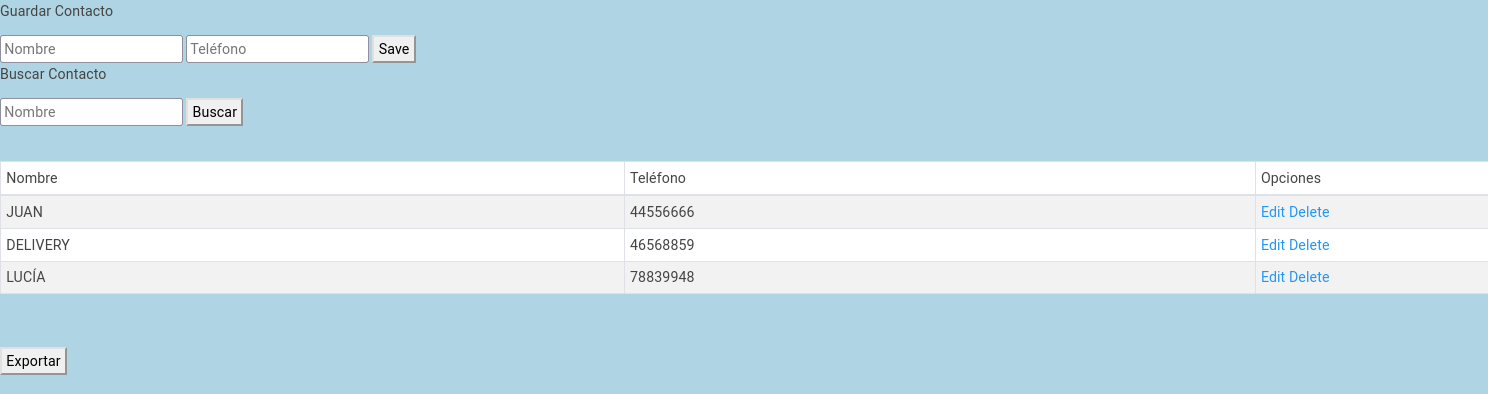 Guardar Contacto
Nombre Teléfono Save
Buscar Contacto
Nombre Buscar
Nombre Teléfono Opciones
JUAN 44556666 Edit Delete
DELIVERY 46568859 Edit Delete
LUCÍA 78839948 Edit Delete
Exportar